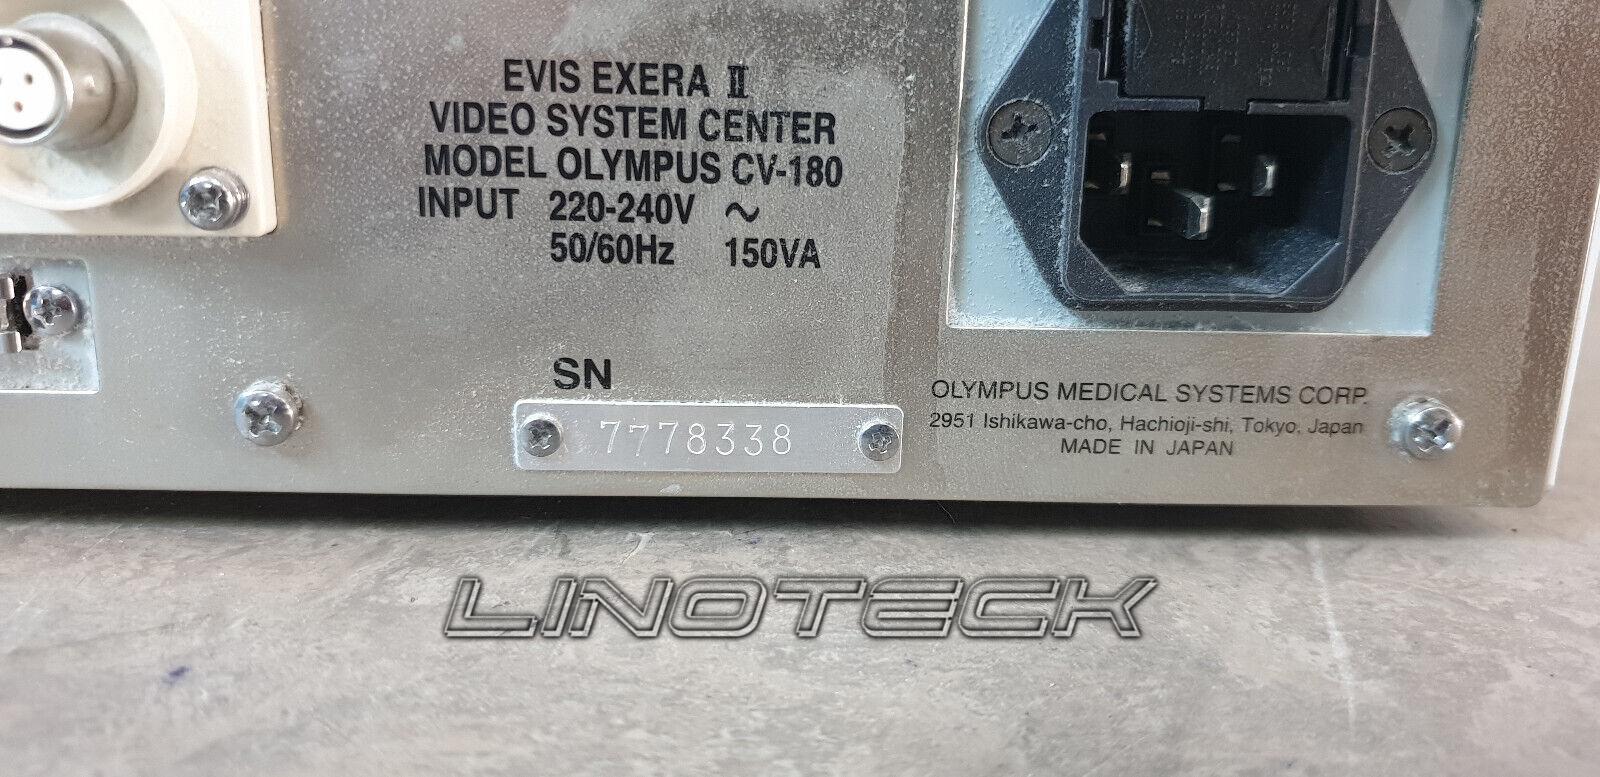 EVIS EXERA II
VIDEO SYSTEM CENTER
MODEL OLYMPUS CV-180
INPUT 220-240V ~
50/60Hz 150VA
SN
7778338
OLYMPUS MEDICAL SYSTEMS CORP.
2951 Ishikawa-cho, Hachioji-shi, Tokyo, Japan
MADE IN JAPAN
LINOTECK